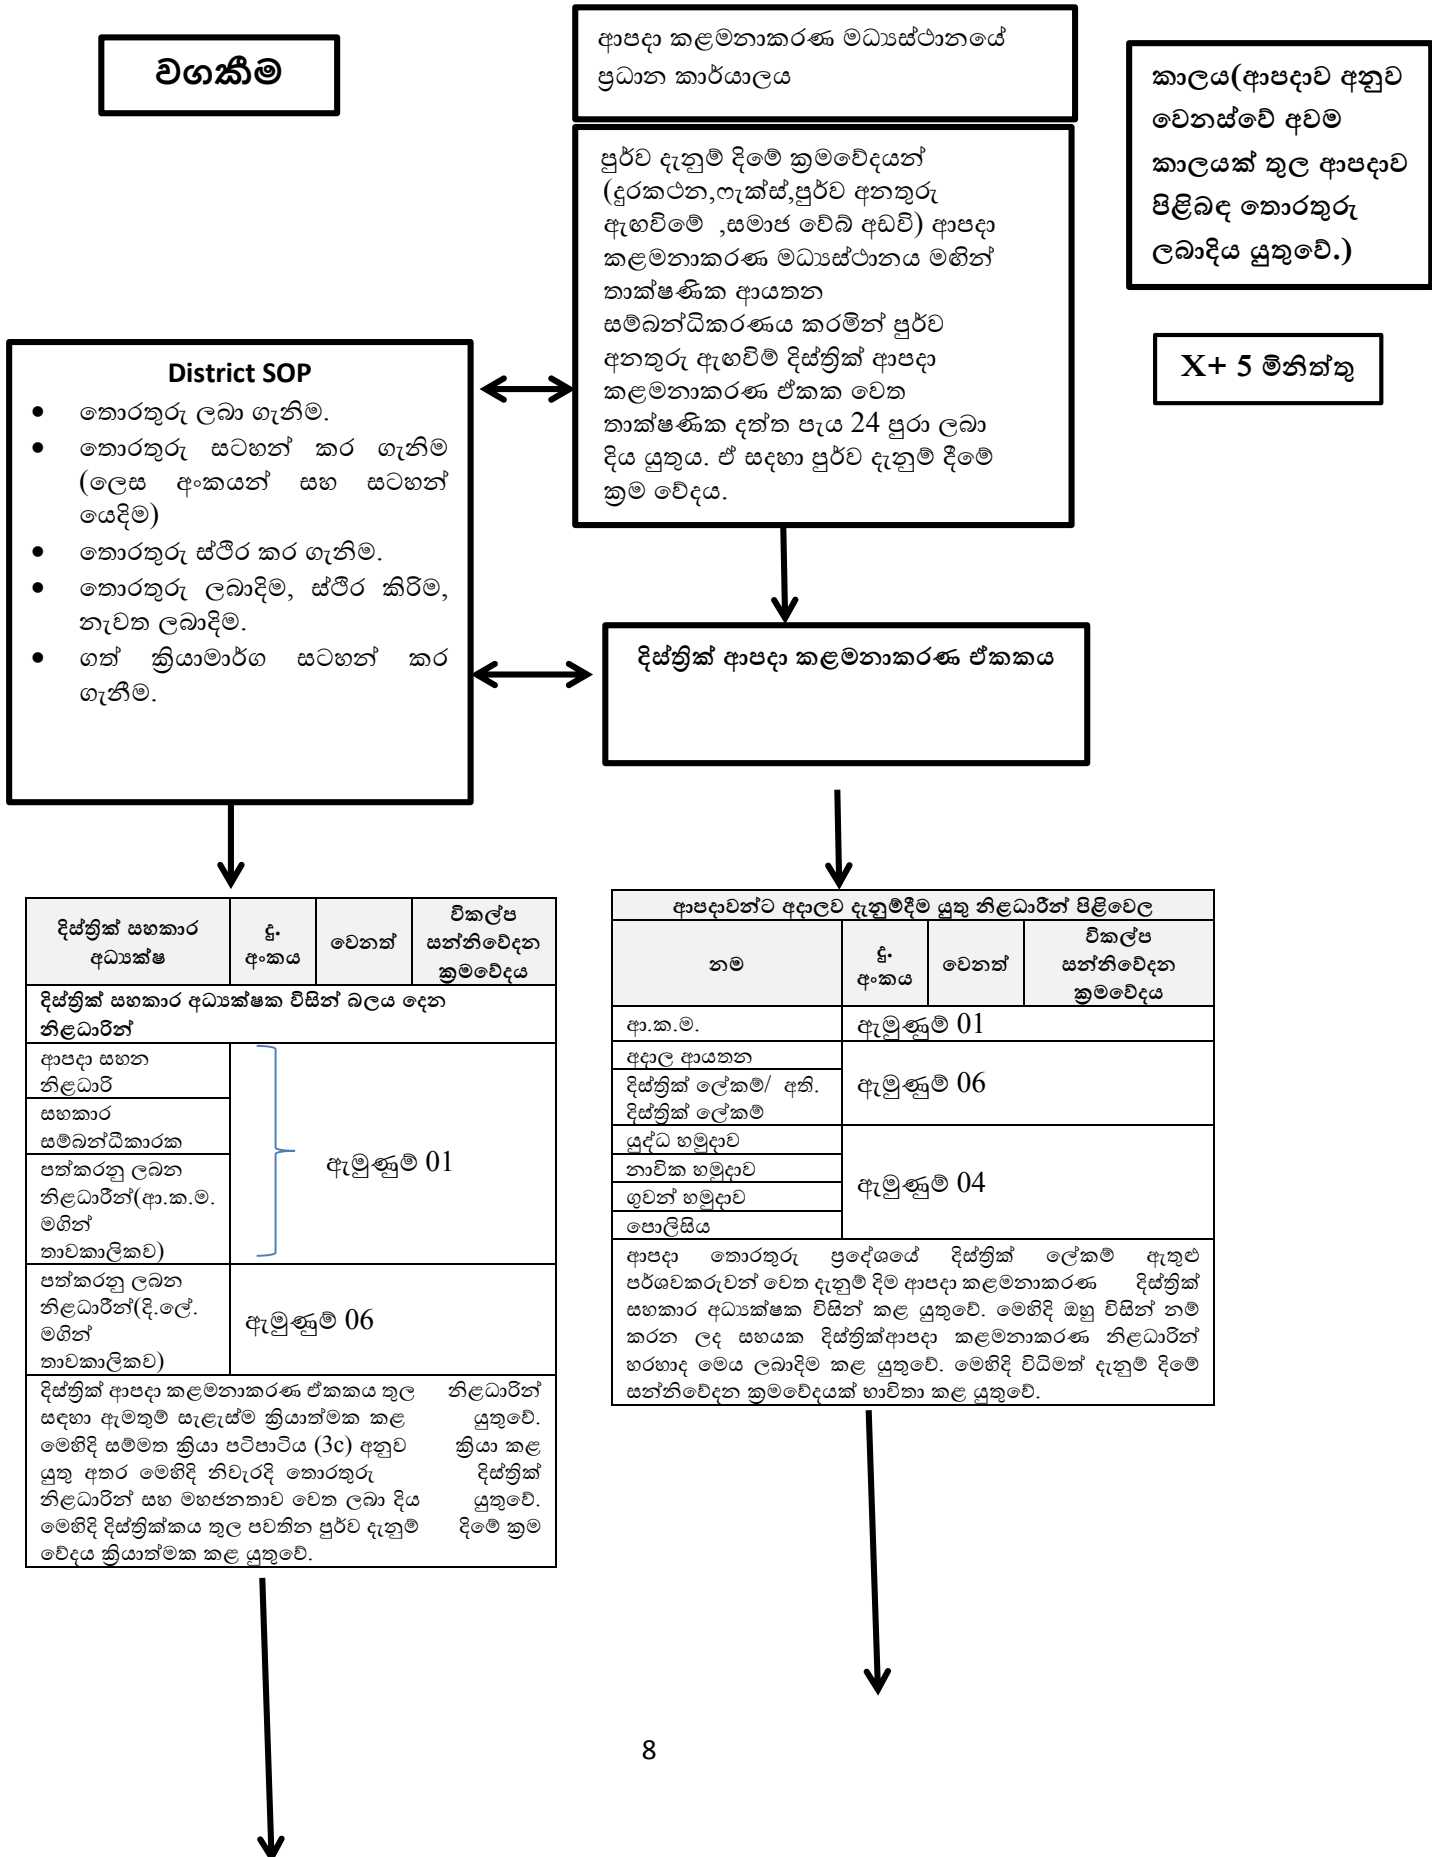 වගකීම
ආපදා කළමනාකරණ මධ්‍යස්ථානයේ
ප්‍රධාන කාර්යාලය
කාලය(ආපදාව අනුව
වෙනස්වේ අවම
කාලයක් තුල ආපදාව
පිළිබඳ තොරතුරු
ලබාදිය යුතුවේ.)
X+ 5 මිනිත්තු
පුර්ව දැනුම් දිමේ ක්‍රමවේදයන්
(දුරකථන,ෆැක්ස්,පුර්ව අනතුරු
ඇඟවිමේ ,සමාජ වේබ් අඩවි) ආපදා
කළමනාකරණ මධ්‍යස්ථානය මඟින්
තාක්ෂණික ආයතන
සම්බන්ධිකරණය කරමින් පුර්ව
අනතුරු ඇඟවිම් දිස්ත්‍රික් ආපදා
කළමනාකරණ ඒකක වෙත
තාක්ෂණික දත්ත පැය 24 පුරා ලබා
දිය යුතුය. ඒ සදහා පුර්ව දැනුම් දීමේ
ක්‍රම වේදය.
District SOP
• තොරතුරු ලබා ගැනිම.
• තොරතුරු සටහන් කර ගැනිම
(ලෙස අංකයන් සහ සටහන්
යෙදිම)
• තොරතුරු ස්ථිර කර ගැනිම.
• තොරතුරු ලබාදිම, ස්ථිර කිරිම,
නැවත ලබාදිම.
• ගත් ක්‍රියාමාර්ග සටහන් කර
ගැනීම.
දිස්ත්‍රික් ආපදා කළමනාකරණ ඒකකය
දිස්ත්‍රික් සහකාර
අධ්‍යක්ෂ
දු.
අංකය
වෙනත්
විකල්ප
සන්නිවේදන
ක්‍රමවේදය
දිස්ත්‍රික් සහකාර අධ්‍යක්ෂක විසින් බලය දෙන
නිළධාරින්
ආපදා සහන
නිළධාරි
සහකාර
සම්බන්ධීකාරක
පත්කරනු ලබන
නිළධාරීන්(ආ.ක.ම.
මගින්
තාවකාලිකව)
ඇමුණුම් 01
පත්කරනු ලබන
නිළධාරීන්(දි.ලේ.
මගින්
තාවකාලිකව)
ඇමුණුම් 06
දිස්ත්‍රික් ආපදා කළමනාකරණ ඒකකය තුල නිළධාරින්
සඳහා ඇමතුම් සැළැස්ම ක්‍රියාත්මක කළ යුතුවේ.
මෙහිදි සම්මත ක්‍රියා පටිපාටිය (3c) අනුව ක්‍රියා කළ
යුතු අතර මෙහිදි නිවැරදි තොරතුරු දිස්ත්‍රික්
නිළධාරින් සහ මහජනතාව වෙත ලබා දිය යුතුවේ.
මෙහිදි දිස්ත්‍රික්කය තුල පවතින පුර්ව දැනුම් දිමේ ක්‍රම
වේදය ක්‍රියාත්මක කළ යුතුවේ.
ආපදාවන්ට අදාලව දැනුම්දීම යුතු නිළධාරීන් පිළිවෙල
නම
දු.
අංකය
වෙනත්
විකල්ප
සන්නිවේදන
ක්‍රමවේදය
ආ.ක.ම.
ඇමුණුම් 01
අදාල ආයතන
දිස්ත්‍රික් ලේකම්/ අති.
දිස්ත්‍රික් ලේකම්
ඇමුණුම් 06
යුද්ධ හමුදාව
නාවික හමුදාව
ගුවන් හමුදාව
පොලිසිය
ඇමුණුම් 04
ආපදා තොරතුරු ප්‍රදේශයේ දිස්ත්‍රික් ලේකම් ඇතුළු
පර්ශවකරුවන් වෙත දැනුම් දිම ආපදා කළමනාකරණ දිස්ත්‍රික්
සහකාර අධ්‍යක්ෂක විසින් කළ යුතුවේ. මෙහිදි ඔහු විසින් නම්
කරන ලද සහයක දිස්ත්‍රික්ආපදා කළමනාකරණ නිළධාරින්
හරහාද මෙය ලබාදිම කළ යුතුවේ. මෙහිදි විධිමත් දැනුම් දිමේ
සන්නිවේදන ක්‍රමවේදයක් භාවිතා කළ යුතුවේ.
8